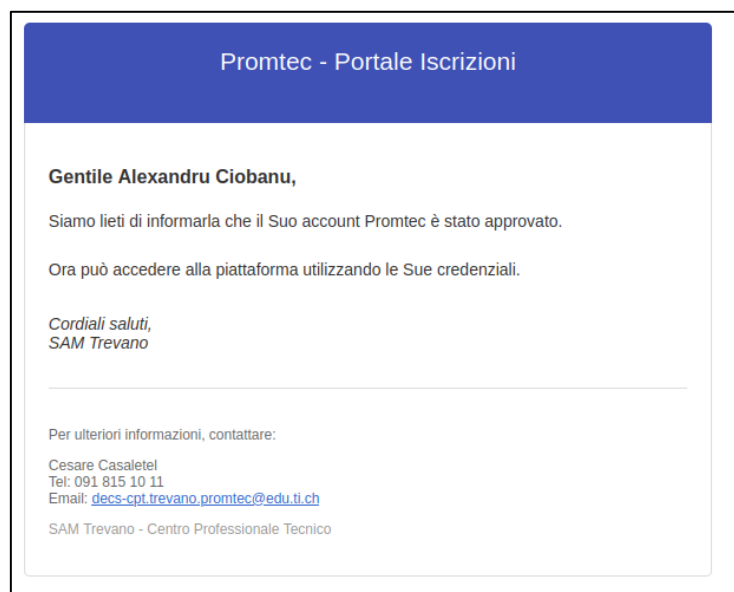 Promtec - Portale Iscrizioni
Gentile Alexandru Ciobanu,
Siamo lieti di informarla che il Suo account Promtec è stato approvato.
Ora può accedere alla piattaforma utilizzando le Sue credenziali.
Cordiali saluti,
SAM Trevano
Per ulteriori informazioni, contattare:
Cesare Casaletel
Tel: 091 815 10 11
Email: decs-cpt.trevano.promtec@edu.ti.ch
SAM Trevano - Centro Professionale Tecnico